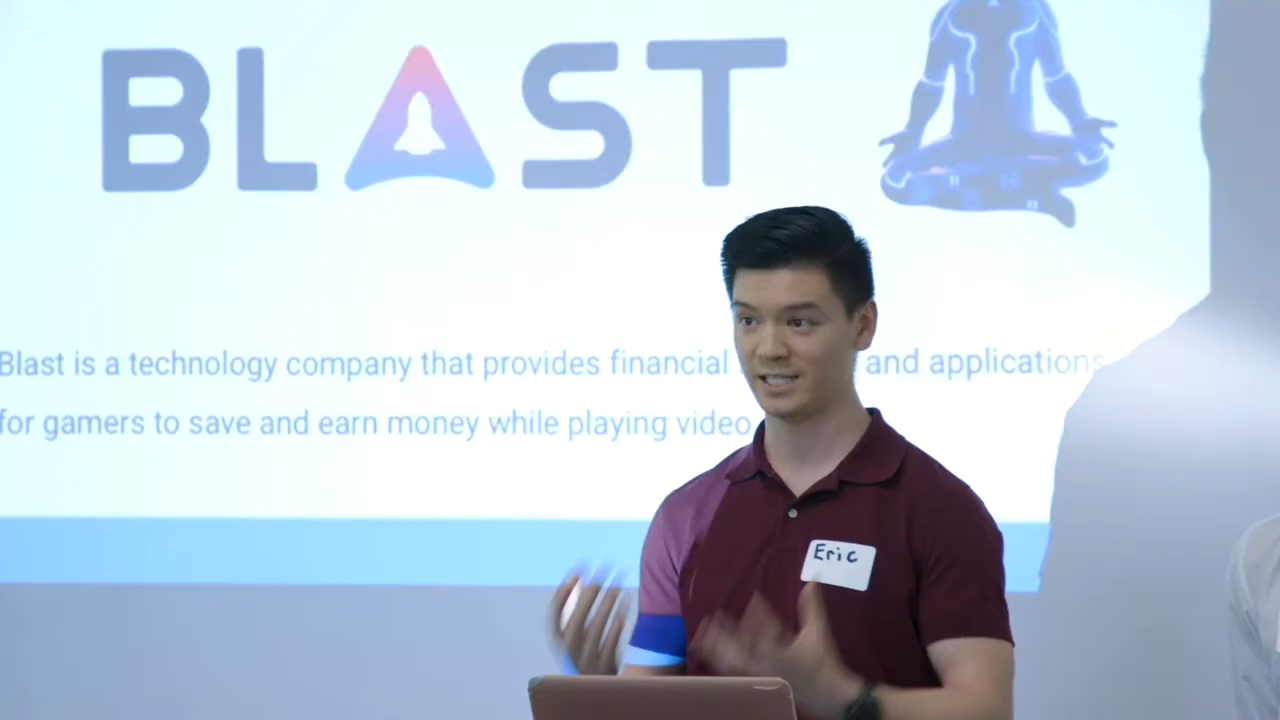 BLAST
Blast is a technology company that provides financial and applications
for gamers to save and earn money while playing video
Eric